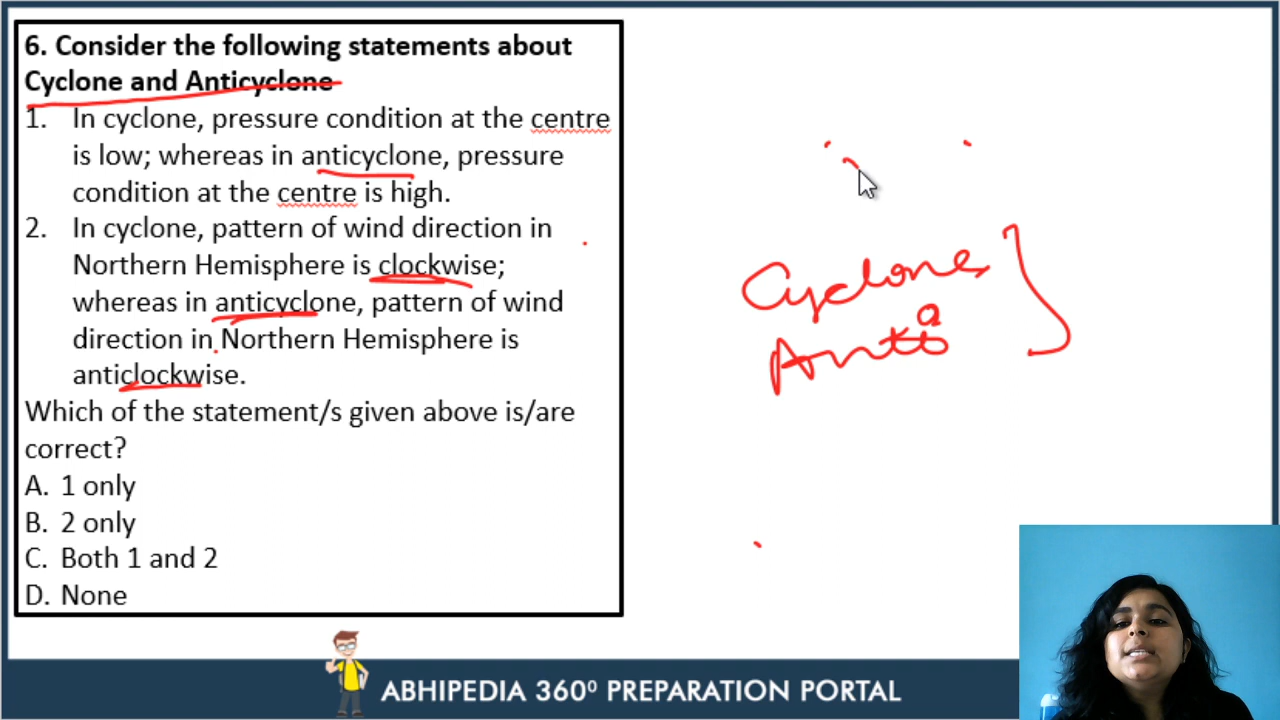 6. Consider the following statements about
Cyclone and Anticyclone
1. In cyclone, pressure condition at the centre
is low; whereas in anticyclone, pressure
condition at the centre is high.
2. In cyclone, pattern of wind direction in
Northern Hemisphere is clockwise;
whereas in anticyclone, pattern of wind
direction in Northern Hemisphere is
anticlockwise.
Which of the statement/s given above is/are
correct?
A. 1 only
B. 2 only
C. Both 1 and 2
D. None
Cyclone
ABHIPEDIA 360⁰ PREPARATION PORTAL